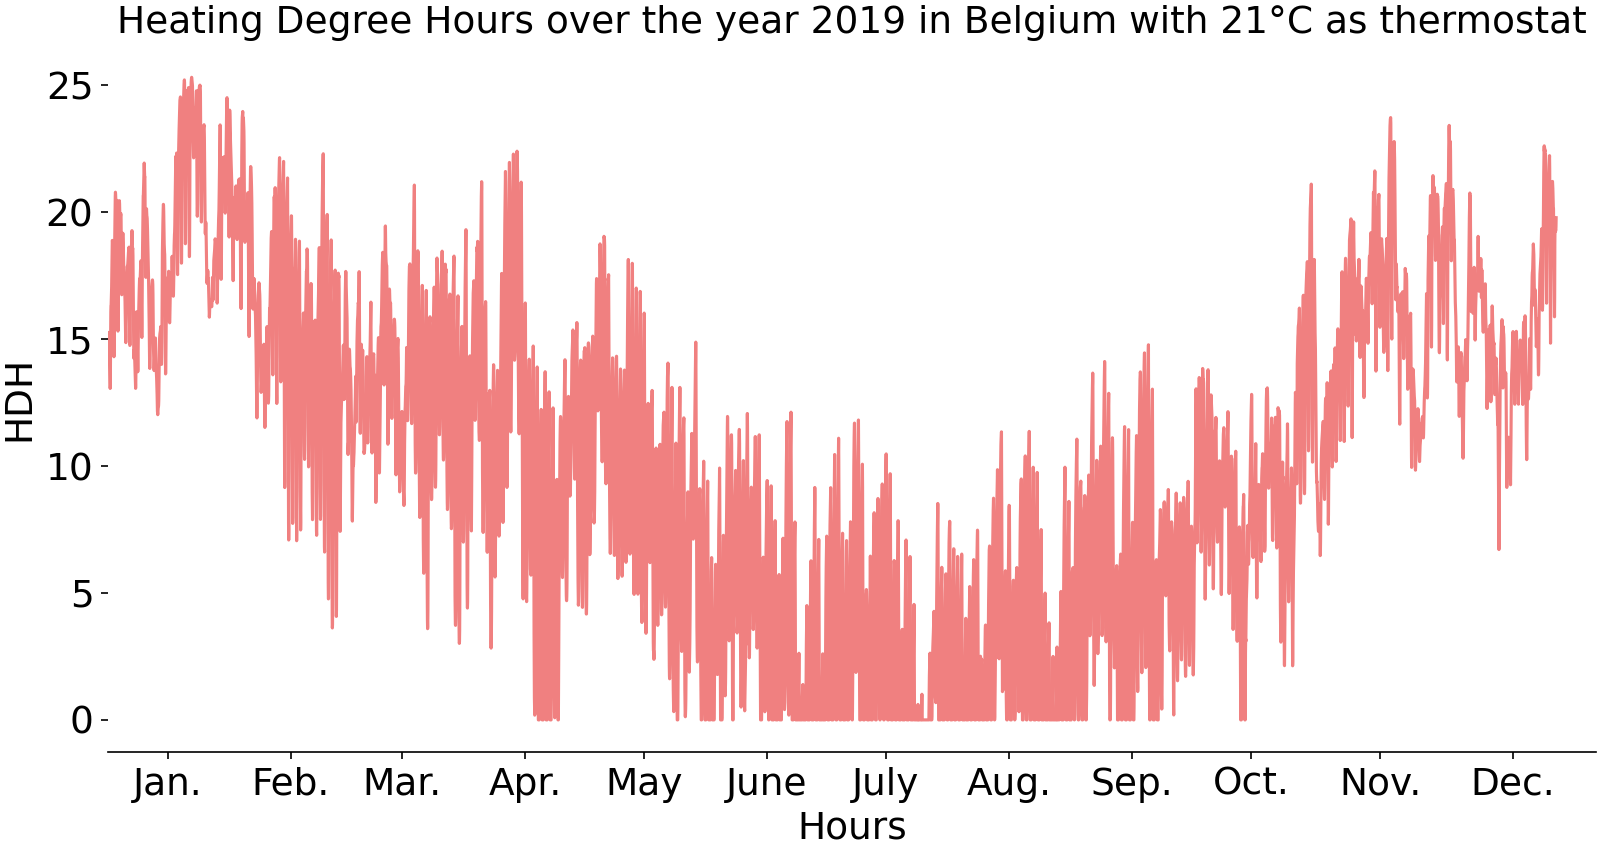 Heating Degree Hours over the year 2019 in Belgium with 21°C as thermostat
25
20
15
10
5
0
HDH
Jan. Feb. Mar. Apr. May June July Aug. Sep. Oct. Nov. Dec.
Hours